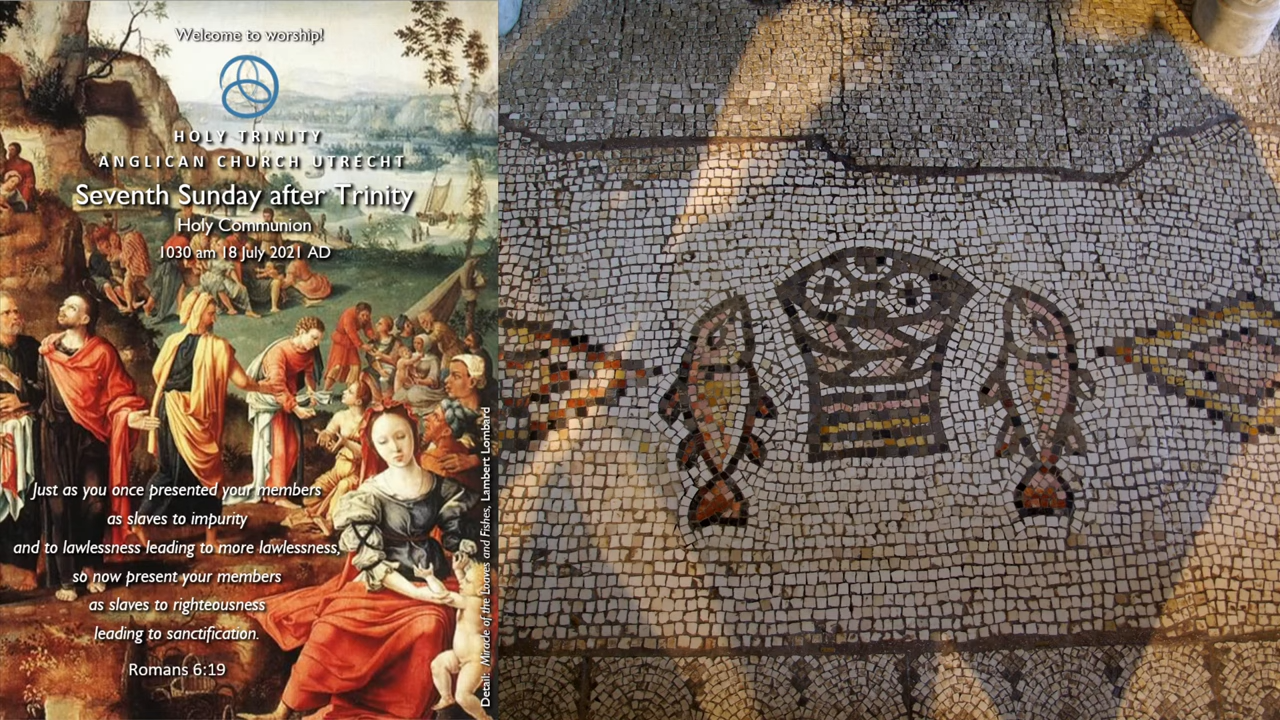 Welcome to worship!
HOLY TRINITY
ANGLICAN CHURCH UTRECHT
Seventh Sunday after Trinity
Holy Communion
1030 am 18 July 2021 AD
Just as you once presented your members
as slaves to impurity
and to lawlessness leading to more lawlessness,
so now present your members
as slaves to righteousness
leading to sanctification.
Romans 6:19
Detail: Miracle of the Loaves and Fishes, Lambert Lombard